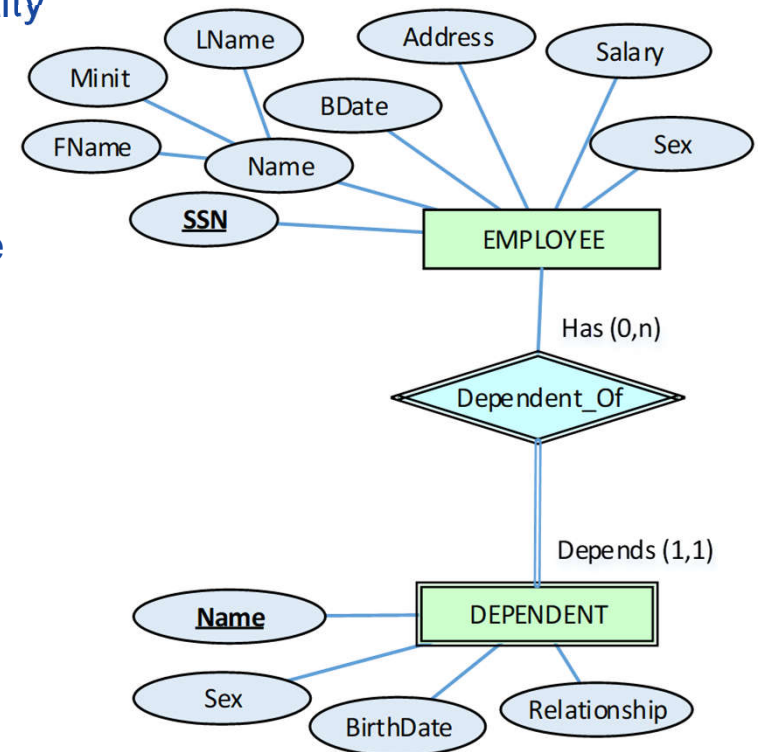 LName
Address
Salary
Minit
BDate
FName
Name
Sex
SSN
EMPLOYEE
Has (0,n)
Dependent_Of
Depends (1,1)
Name
DEPENDENT
Sex
BirthDate
Relationship